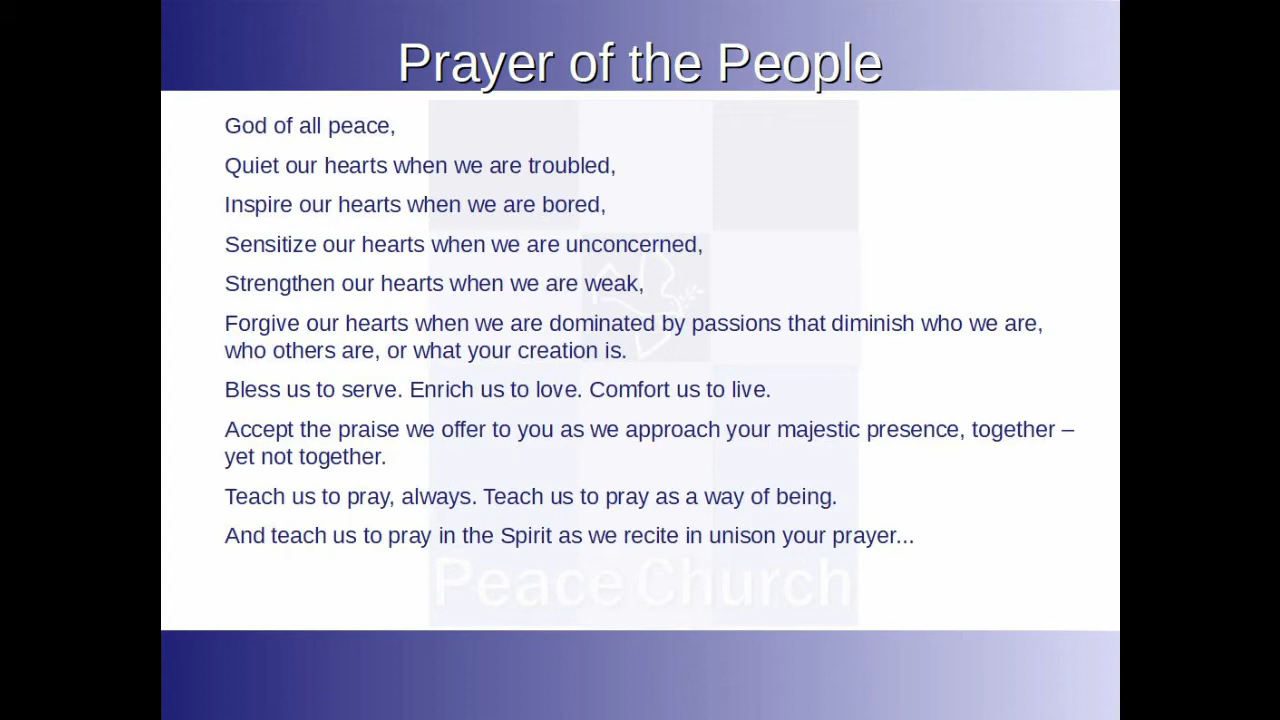 Prayer of the People
God of all peace,
Quiet our hearts when we are troubled,
Inspire our hearts when we are bored,
Sensitize our hearts when we are unconcerned,
Strengthen our hearts when we are weak,
Forgive our hearts when we are dominated by passions that diminish who we are,
who others are, or what your creation is.
Bless us to serve. Enrich us to love. Comfort us to live.
Accept the praise we offer to you as we approach your majestic presence, together –
yet not together.
Teach us to pray, always. Teach us to pray as a way of being.
And teach us to pray in the Spirit as we recite in unison your prayer...
Peace Church